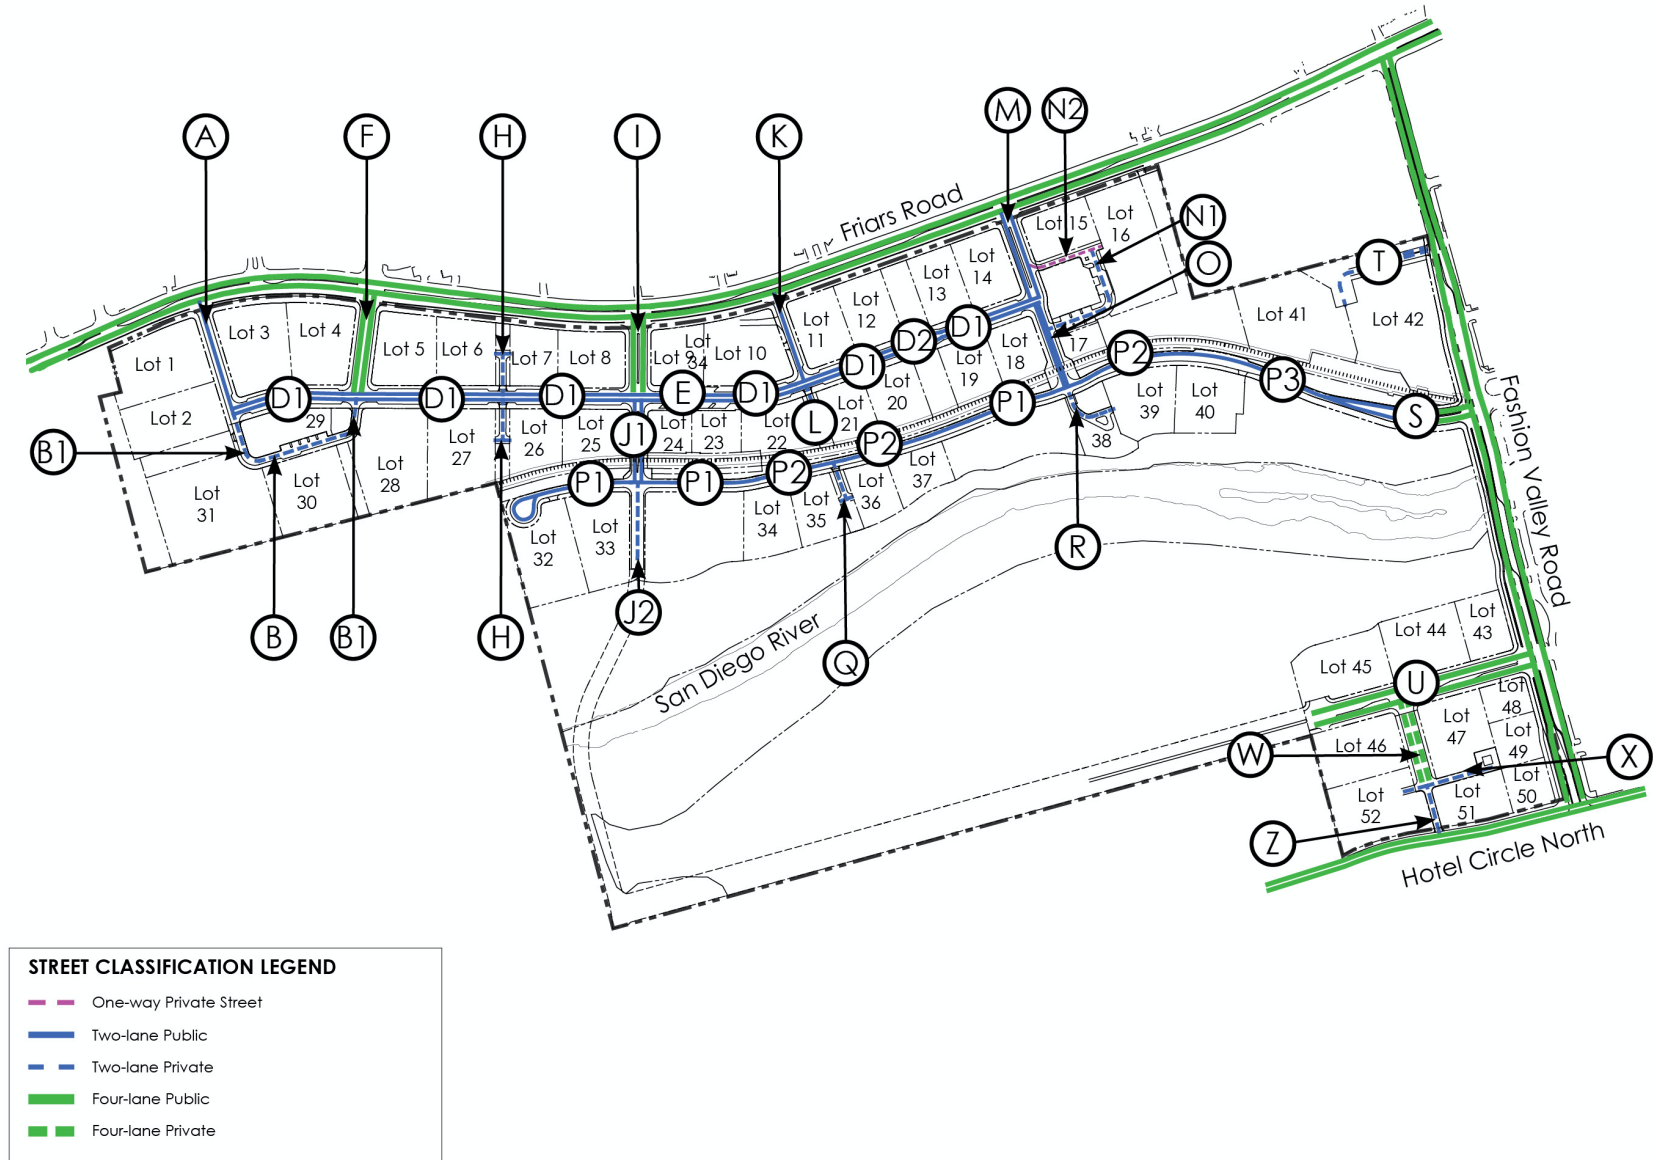 A
F
H
I
K
M
N2
Friars Road
N1
O
T
Lot 15
Lot
16
Lot 1
Lot 3
Lot 4
Lot 5
Lot 6
Lot 7
Lot 8
Lot 9
Lot
34
Lot 10
Lot
11
Lot
12
Lot
13
Lot
14
17
Lot 41
Lot 42
Lot 2
D1
29
D1
D1
E
D1
D1
D2
D1
Lot
18
Lot
19
Lot
20
Lot
21
L
P1
P2
P3
S
Lot
39
Lot
40
38
B1
Lot
31
Lot
30
Lot
28
Lot
27
Lot
26
Lot
25
J1
Lot
24
Lot
23
Lot
22
P1
P1
P2
P2
Lot
32
Lot
33
Lot
34
Lot
35
Lot
36
Lot
37
R
B
B1
H
J2
Q
San Diego River
Fashion Valley Road
Lot 45
Lot 44
Lot
43
U
Lot
48
Lot
47
Lot
49
Lot 46
W
X
Lot
52
Lot
51
Lot
50
Z
Hotel Circle North
STREET CLASSIFICATION LEGEND
One-way Private Street
Two-lane Public
Two-lane Private
Four-lane Public
Four-lane Private